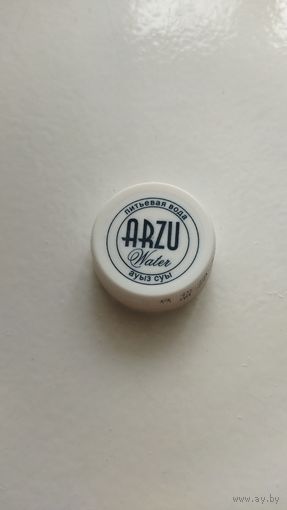 питьевая вода
ARZU
Water
ауыз суы
www.ay.by